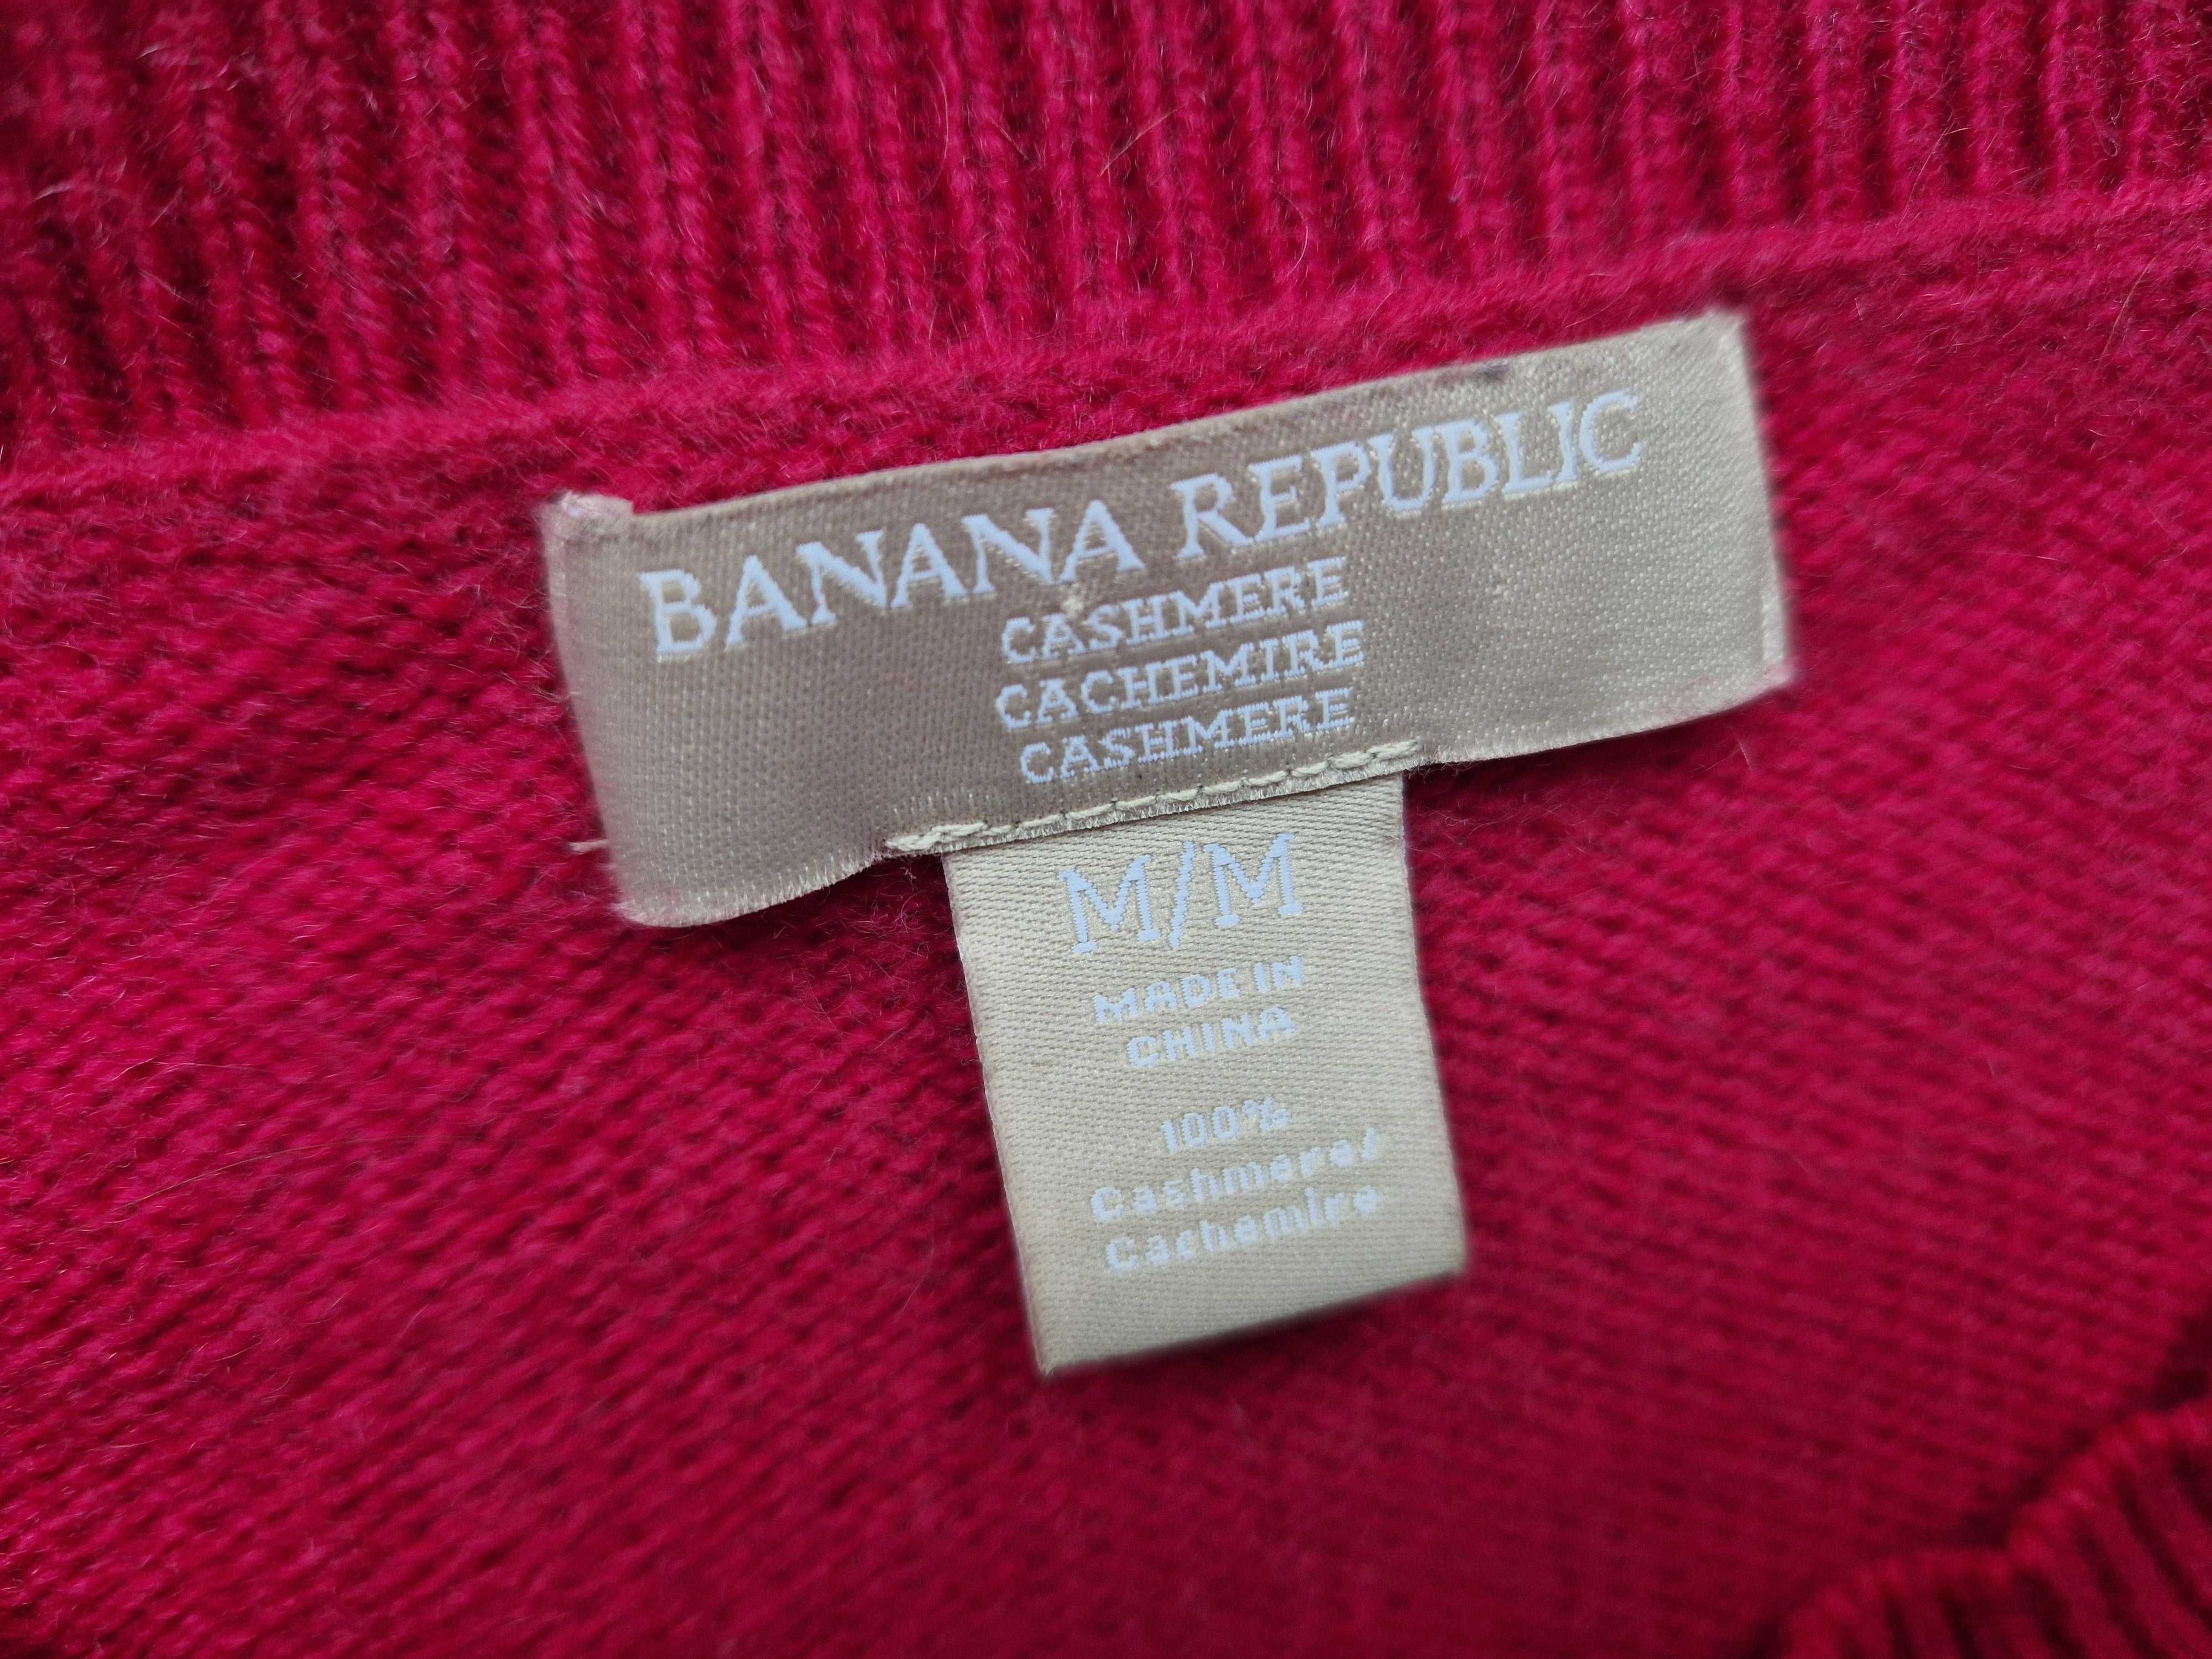 BANANA REPUBLIC
CASHMERE
CACHEMIRE
CASHMERE
M/M
MADE IN
CHINA
100%
Cashmere/
Cachemire